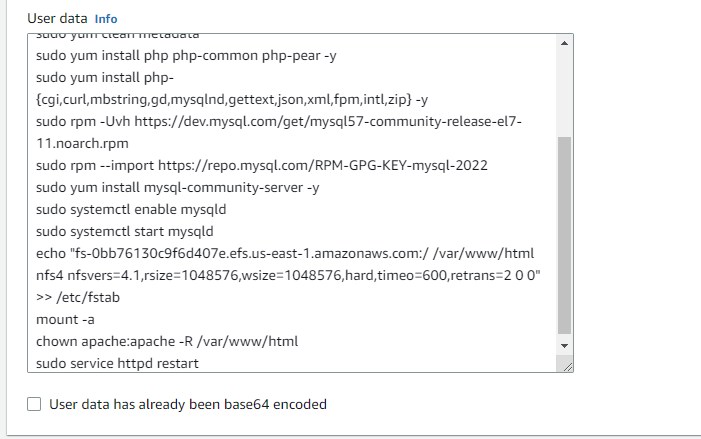 User data Info
sudo yum clean metadata
sudo yum install php php-common php-pear -y
sudo yum install php-
{cgi,curl,mbstring,gd,mysqlnd,gettext,json,xml,fpm,intl,zip} -y
sudo rpm -Uvh https://dev.mysql.com/get/mysql57-community-release-el7-
11.noarch.rpm
sudo rpm --import https://repo.mysql.com/RPM-GPG-KEY-mysql-2022
sudo yum install mysql-community-server -y
sudo systemctl enable mysqld
sudo systemctl start mysqld
echo "fs-0bb76130c9f6d407e.efs.us-east-1.amazonaws.com:/ /var/www/html
nfs4 nfsvers=4.1,rsize=1048576,wsize=1048576,hard,timeo=600,retrans=2 0 0"
>> /etc/fstab
mount -a
chown apache:apache -R /var/www/html
sudo service httpd restart
User data has already been base64 encoded